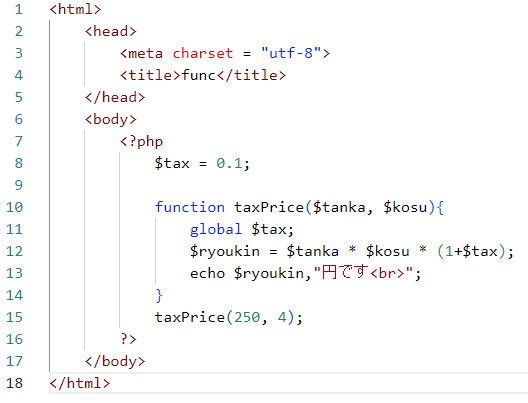 1 <html>
2 <head>
3 <meta charset = "utf-8">
4 <title>func</title>
5 </head>
6 <body>
7 <?php
8 $tax = 0.1;
9
10 function taxPrice($tanka, $kosu){
11 global $tax;
12 $ryoukin = $tanka * $kosu * (1+$tax);
13 echo $ryoukin,"円です<br>";
14 }
15 taxPrice(250, 4);
16 ?>
17 </body>
18 </html>